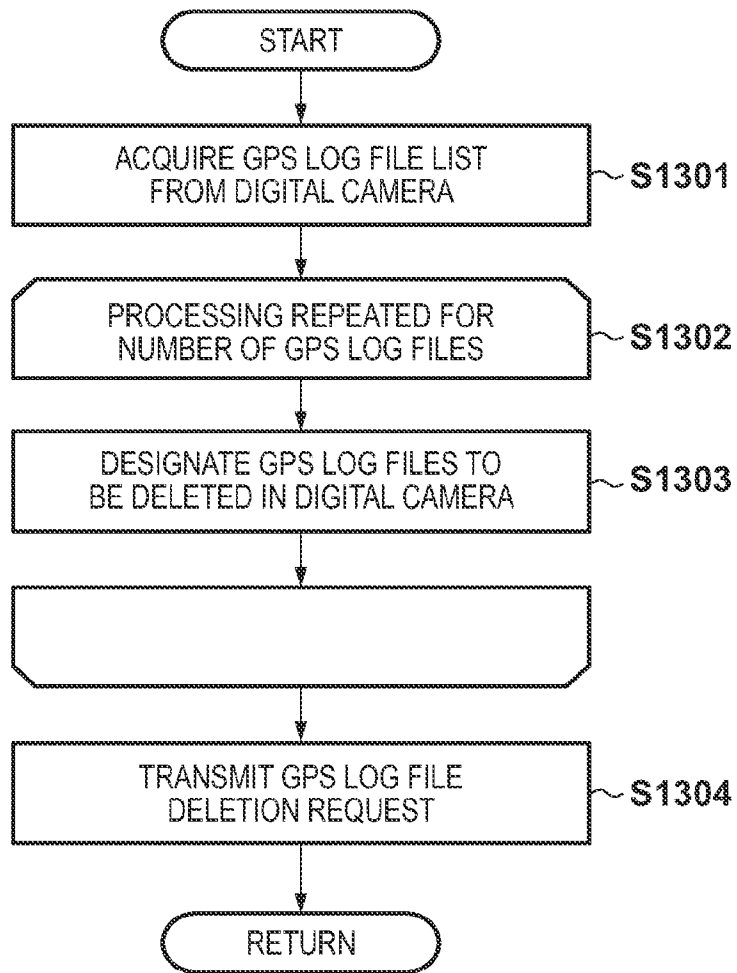 START
ACQUIRE GPS LOG FILE LIST
FROM DIGITAL CAMERA
S1301
PROCESSING REPEATED FOR
NUMBER OF GPS LOG FILES
S1302
DESIGNATE GPS LOG FILES TO
BE DELETED IN DIGITAL CAMERA
S1303
TRANSMIT GPS LOG FILE
DELETION REQUEST
S1304
RETURN